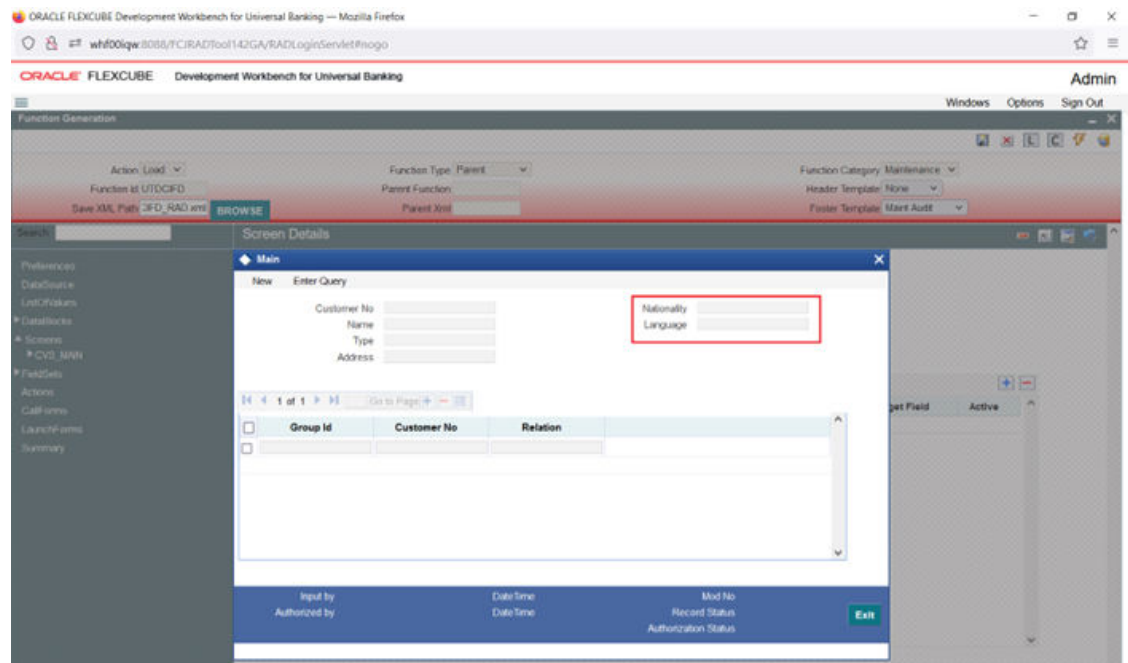 ORACLE FLEXCUBE Development Workbench for Universal Banking — Mozilla Firefox
whf00iqw:8088/FCJRADTool142GA/RADLoginServlet#nogo
ORACLE FLEXCUBE Development Workbench for Universal Banking
Admin
Windows Options Sign Out
Function Generation
Action Load Function Type Parent Function Category Maintenance
Function Id UTDCIFD Parent Function Header Template None
Save XML Path BROWSE Parent Xml Footer Template Maint Audit
Search Screen Details
Preferences
DataSource
ListOfValues
DataBlocks
Screens
CVS_MAIN
FieldSets
Actions
CallForms
LaunchForms
Summary
Main
New Enter Query
Customer No Nationality
Name Language
Type
Address
1 of 1 Go to Page
Group Id Customer No Relation
get Field Active
Input by DateTime Mod No
Authorized by DateTime Record Status
Authorization Status
Exit